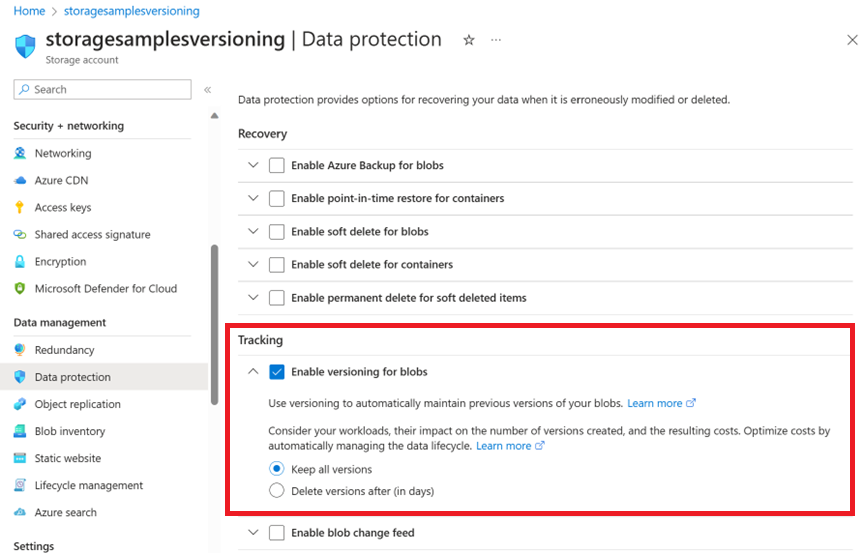 Home > storagesamplesversioning
storagesamplesversioning | Data protection
Storage account
Search
Security + networking
Networking
Azure CDN
Access keys
Shared access signature
Encryption
Microsoft Defender for Cloud
Data management
Redundancy
Data protection
Object replication
Blob inventory
Static website
Lifecycle management
Azure search
Settings
Data protection provides options for recovering your data when it is erroneously modified or deleted.
Recovery
Enable Azure Backup for blobs
Enable point-in-time restore for containers
Enable soft delete for blobs
Enable soft delete for containers
Enable permanent delete for soft deleted items
Tracking
Enable versioning for blobs
Use versioning to automatically maintain previous versions of your blobs. Learn more
Consider your workloads, their impact on the number of versions created, and the resulting costs. Optimize costs by
automatically managing the data lifecycle. Learn more
Keep all versions
Delete versions after (in days)
Enable blob change feed